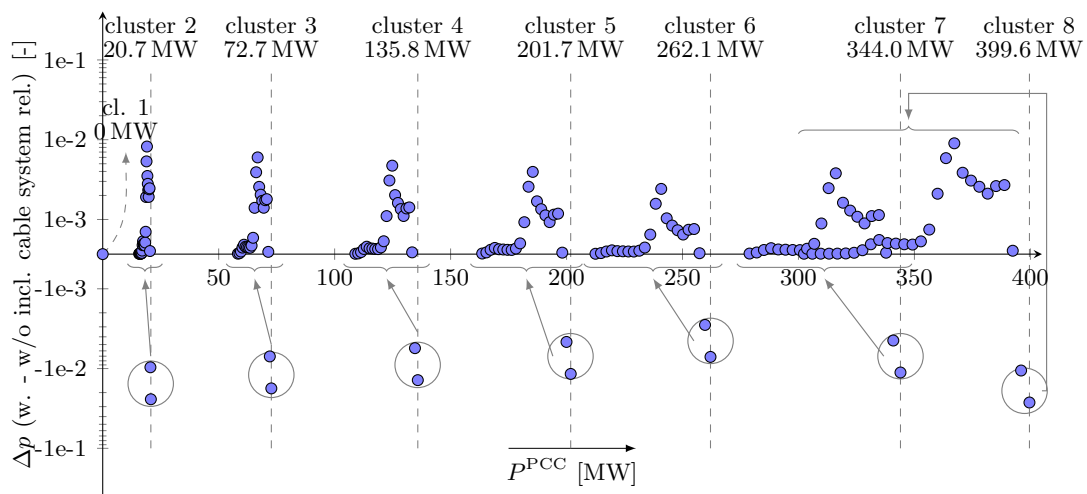 cluster 2 cluster 3 cluster 4 cluster 5 cluster 6 cluster 7 cluster 8
20.7 MW 72.7 MW 135.8 MW 201.7 MW 262.1 MW 344.0 MW 399.6 MW
cl. 1
0 MW
1e-1
1e-2
1e-3
-1e-3
-1e-2
-1e-1
50 100 150 200 250 300 350 400
P^PCC [MW]
Δp (w. - w/o incl. cable system rel.) [-]